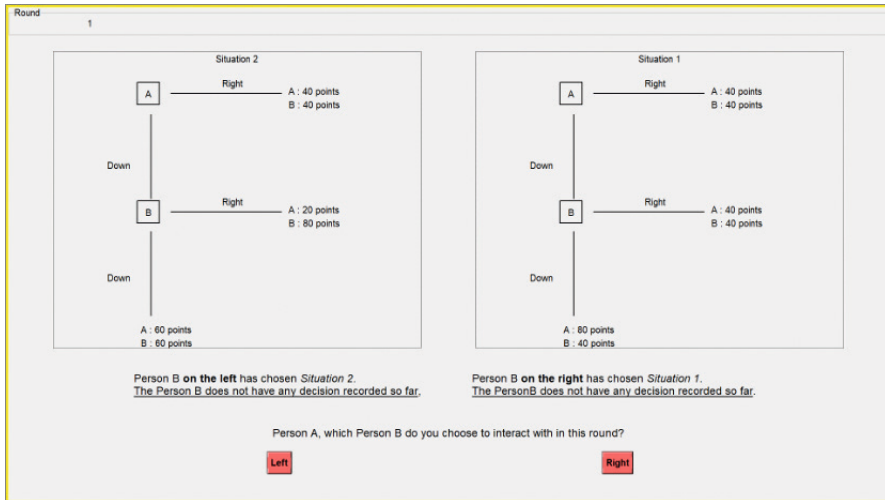 Round
1
Situation 2
A
Right
A : 40 points
B : 40 points
Down
B
Right
A : 20 points
B : 80 points
Down
A : 60 points
B : 60 points
Situation 1
A
Right
A : 40 points
B : 40 points
Down
B
Right
A : 40 points
B : 40 points
Down
A : 80 points
B : 40 points
Person B on the left has chosen Situation 2.
The Person B does not have any decision recorded so far,
Person B on the right has chosen Situation 1.
The PersonB does not have any decision recorded so far.
Person A, which Person B do you choose to interact with in this round?
Left
Right